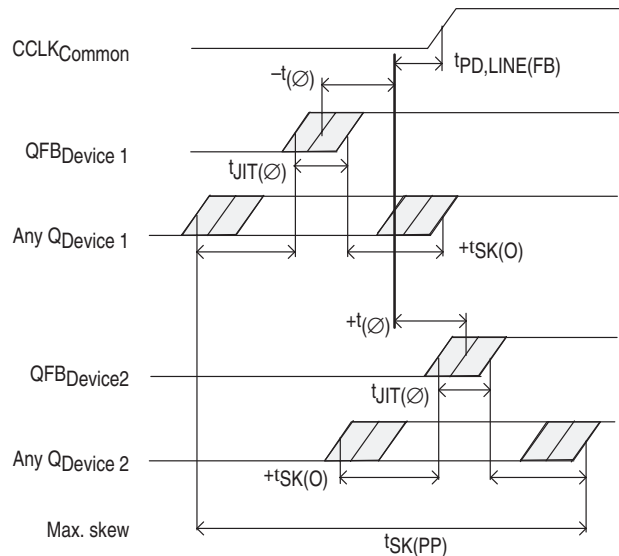 CCLKCommon
tPD,LINE(FB)
–t(∅)
QFBDevice 1
tJIT(∅)
Any QDevice 1
+tSK(O)
+t(∅)
QFBDevice2
tJIT(∅)
Any QDevice 2
+tSK(O)
Max. skew
tSK(PP)